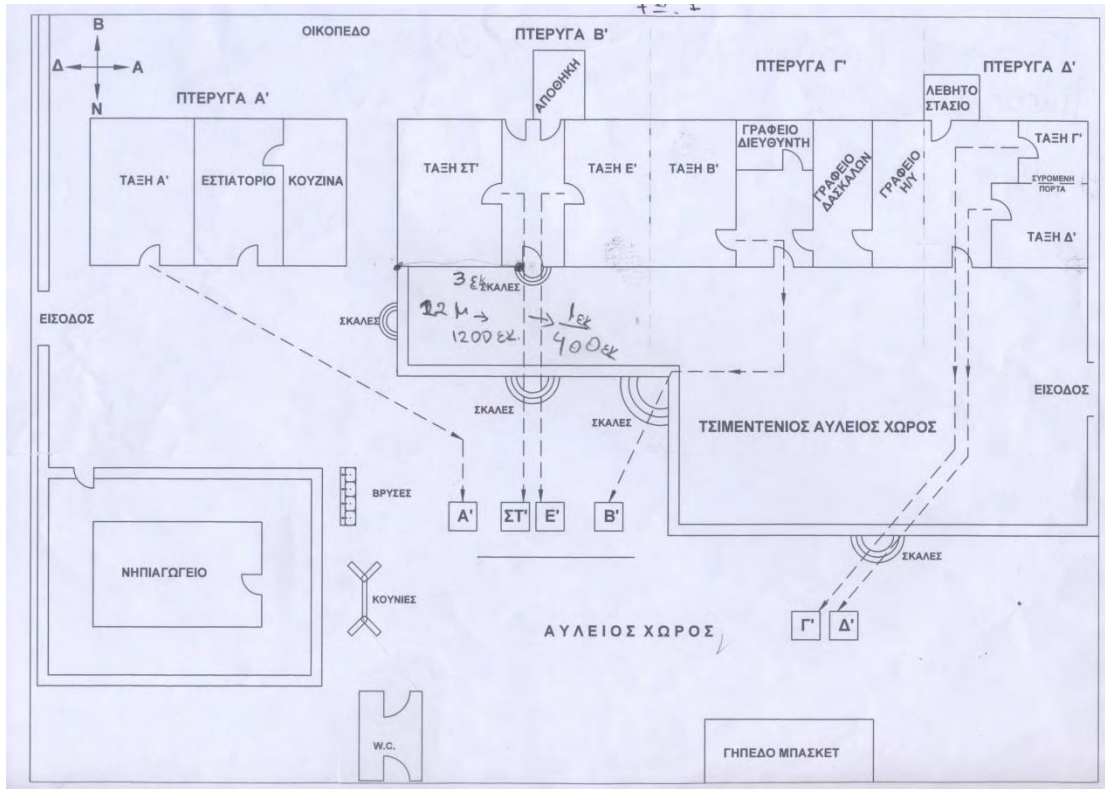 ΟΙΚΟΠΕΔΟ
ΠΤΕΡΥΓΑ Β'
Β
Δ
Α
Ν
ΠΤΕΡΥΓΑ Α'
ΑΠΟΘΗΚΗ
ΠΤΕΡΥΓΑ Γ'
ΠΤΕΡΥΓΑ Δ'
ΛΕΒΗΤΟ
ΣΤΑΣΙΟ
ΤΑΞΗ Α'
ΕΣΤΙΑΤΟΡΙΟ
ΚΟΥΖΙΝΑ
ΤΑΞΗ ΣΤ'
ΤΑΞΗ Ε'
ΤΑΞΗ Β'
ΓΡΑΦΕΙΟ
ΔΙΕΥΘΥΝΤΗ
ΓΡΑΦΕΙΟ
ΔΑΣΚΑΛΩΝ
ΓΡΑΦΕΙΟ
Η/Υ
ΤΑΞΗ Γ'
ΣΥΡΟΜΕΝΗ
ΠΟΡΤΑ
ΤΑΞΗ Δ'
3 εκ
ΣΚΑΛΕΣ
12 μ → → 1 εκ
1200 εκ 400 εκ
ΣΚΑΛΕΣ
ΕΙΣΟΔΟΣ
ΕΙΣΟΔΟΣ
ΣΚΑΛΕΣ
ΣΚΑΛΕΣ
ΤΣΙΜΕΝΤΕΝΙΟΣ ΑΥΛΕΙΟΣ ΧΩΡΟΣ
ΒΡΥΣΕΣ
Α'
ΣΤ'
Ε'
Β'
ΣΚΑΛΕΣ
ΝΗΠΙΑΓΩΓΕΙΟ
ΚΟΥΝΙΕΣ
ΑΥΛΕΙΟΣ ΧΩΡΟΣ
Γ'
Δ'
W.C.
ΓΗΠΕΔΟ ΜΠΑΣΚΕΤ